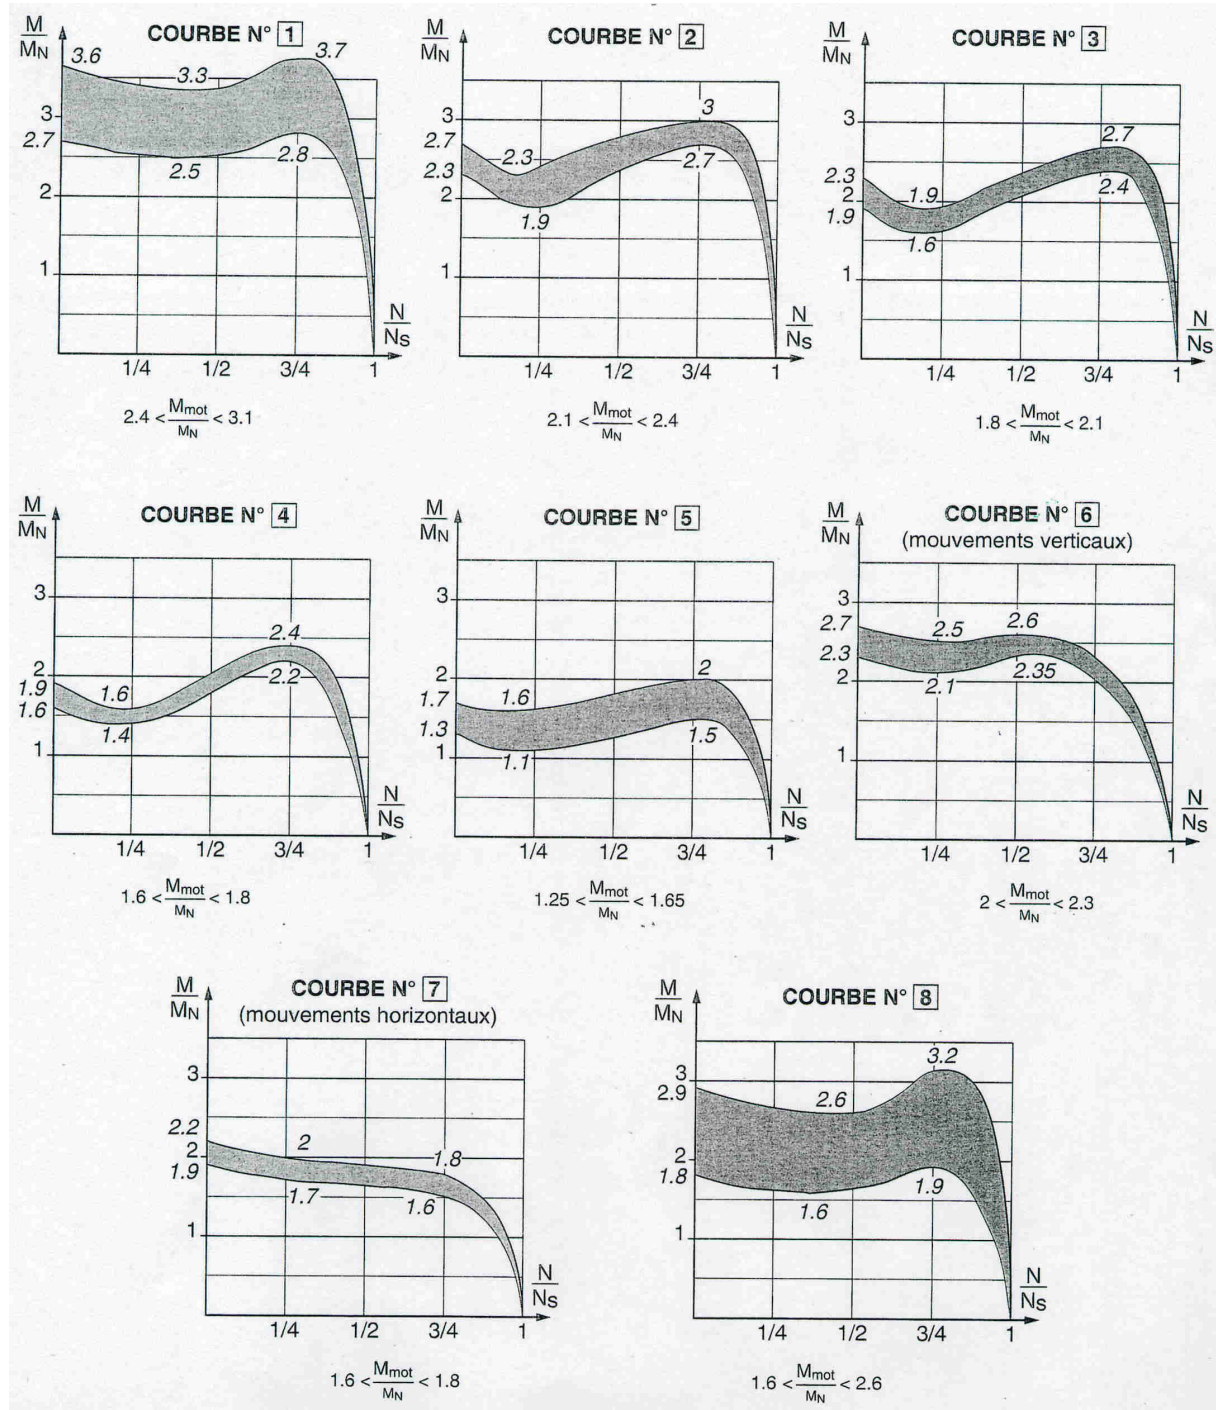 M
MN
COURBE N° 1
3.6
3.7
3.3
3
2.7
2.5
2.8
2
1
N
Ns
1/4 1/2 3/4 1
2.4 < Mmot/MN < 3.1
M
MN
COURBE N° 2
3
3
2.7
2.3
2.7
2.3
2
1.9
1
N
Ns
1/4 1/2 3/4 1
2.1 < Mmot/MN < 2.4
M
MN
COURBE N° 3
3
2.7
2.3
1.9
2.4
2
1.9
1.6
1
N
Ns
1/4 1/2 3/4 1
1.8 < Mmot/MN < 2.1
M
MN
COURBE N° 4
3
2.4
2
1.9
1.6
2.2
1.6
1.4
1
N
Ns
1/4 1/2 3/4 1
1.6 < Mmot/MN < 1.8
M
MN
COURBE N° 5
3
2
2
1.7
1.6
1.3
1.5
1
1.1
N
Ns
1/4 1/2 3/4 1
1.25 < Mmot/MN < 1.65
M
MN
COURBE N° 6
(mouvements verticaux)
3
2.7
2.5
2.6
2.3
2
2.1
2.35
1
N
Ns
1/4 1/2 3/4 1
2 < Mmot/MN < 2.3
M
MN
COURBE N° 7
(mouvements horizontaux)
3
2.2
2
2
1.8
1.9
1.7
1.6
1
N
Ns
1/4 1/2 3/4 1
1.6 < Mmot/MN < 1.8
M
MN
COURBE N° 8
3.2
3
2.9
2.6
2
1.8
1.6
1.9
1
N
Ns
1/4 1/2 3/4 1
1.6 < Mmot/MN < 2.6